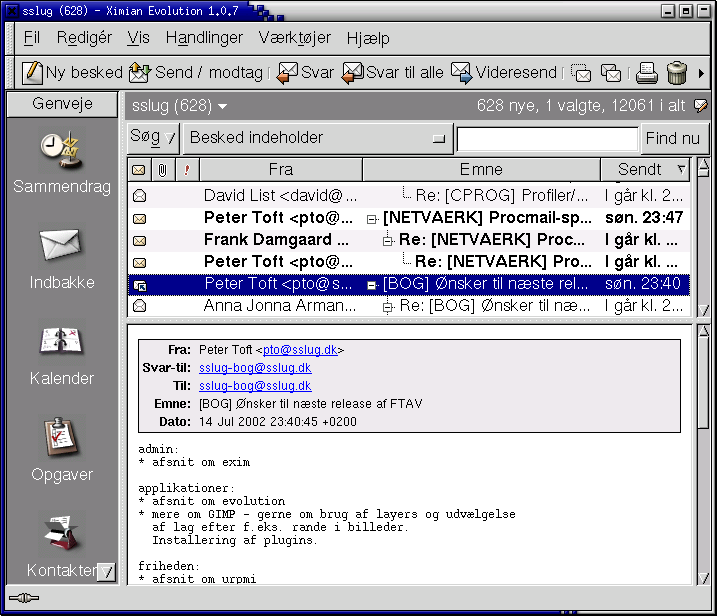 sslug (628) - Ximian Evolution 1.0.7
Fil Redigér Vis Handlinger Værktøjer Hjælp
Ny besked Send / modtag Svar Svar til alle Videresend
Genveje
sslug (628) 628 nye, 1 valgte, 12061 i alt
Søg Besked indeholder Find nu
! Fra Emne Sendt
David List <david@... Re: [CPROG] Profiler/... I går kl. 2...
Peter Toft <pto@... [NETVAERK] Procmail-sp... søn. 23:47
Frank Damgaard ... Re: [NETVAERK] Proc... I går kl. ...
Peter Toft <pto@... Re: [NETVAERK] Pro... I går kl. ...
Peter Toft <pto@s... [BOG] Ønsker til næste rel... søn. 23:40
Anna Jonna Arman... Re: [BOG] Ønsker til næ... I går kl. 2...
Sammendrag
Indbakke
Kalender
Opgaver
Kontakter
Fra: Peter Toft <pto@sslug.dk>
Svar-til: sslug-bog@sslug.dk
Til: sslug-bog@sslug.dk
Emne: [BOG] Ønsker til næste release af FTAV
Dato: 14 Jul 2002 23:40:45 +0200
admin:
* afsnit om exim
applikationer:
* afsnit om evolution
* mere om GIMP - gerne om brug af layers og udvælgelse
af lag efter f.eks. rande i billeder.
Installering af plugins.
friheden:
* afsnit om urpmi